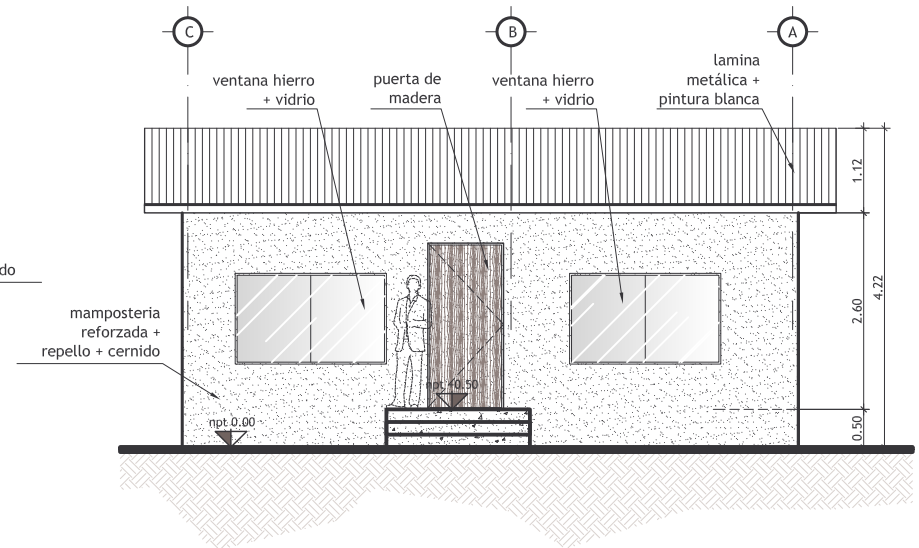 C
B
A
ventana hierro
+ vidrio
puerta de
madera
ventana hierro
+ vidrio
lamina
metálica +
pintura blanca
1.12
2.60
4.22
0.50
do
mamposteria
reforzada +
repello + cernido
npt 0.00
npt +0.50